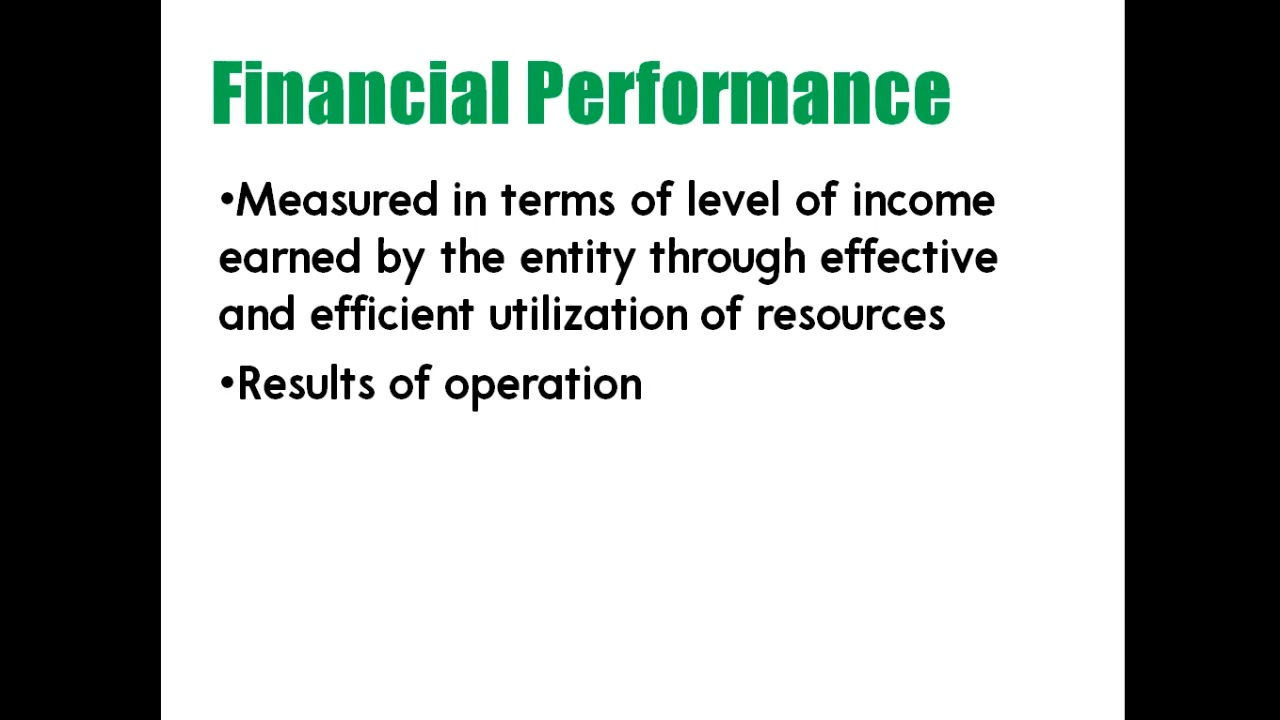 Financial Performance
•Measured in terms of level of income
earned by the entity through effective
and efficient utilization of resources
•Results of operation